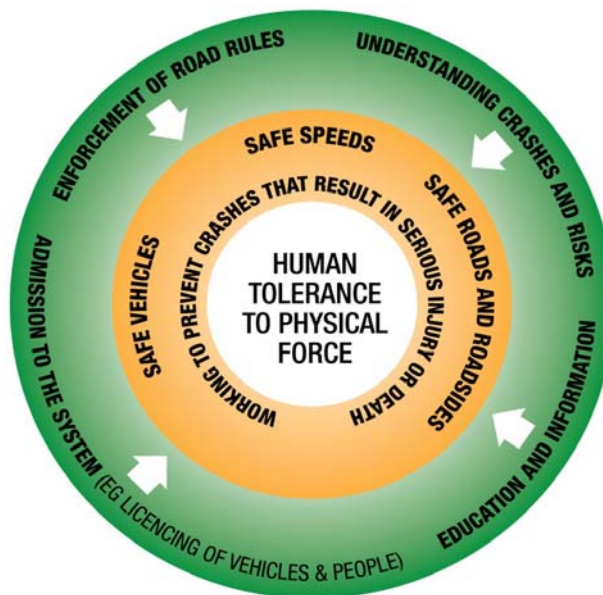 ENFORCEMENT OF ROAD RULES
UNDERSTANDING CRASHES AND RISKS
EDUCATION AND INFORMATION
ADMISSION TO THE SYSTEM (EG LICENCING OF VEHICLES & PEOPLE)
SAFE SPEEDS
SAFE ROADS AND ROADSIDES
SAFE VEHICLES
WORKING TO PREVENT CRASHES THAT RESULT IN SERIOUS INJURY OR DEATH
HUMAN
TOLERANCE
TO PHYSICAL
FORCE